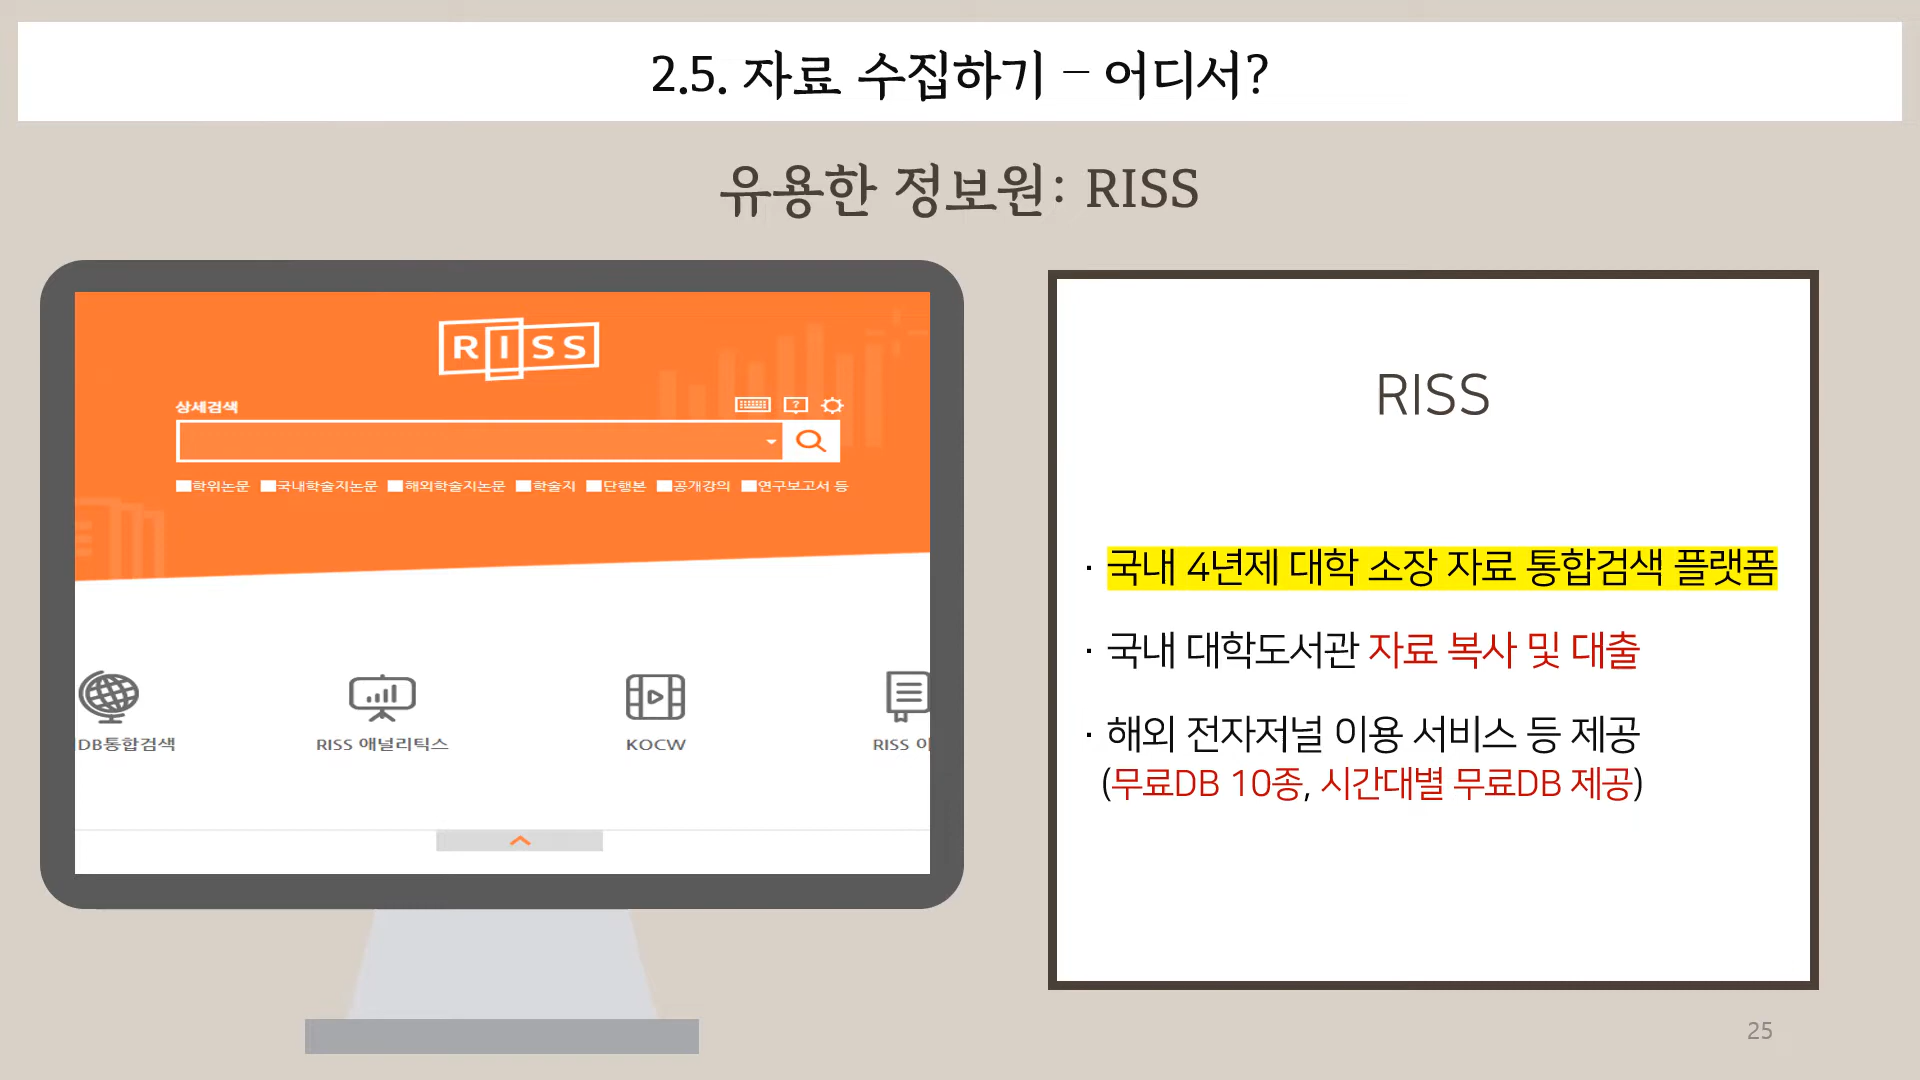 2.5. 자료 수집하기 – 어디서?
유용한 정보원: RISS
RISS
상세검색
학위논문 국내학술지논문 해외학술지논문 학술지 단행본 공개강의 연구보고서 등
DB통합검색 RISS 애널리틱스 KOCW RISS 이
RISS
· 국내 4년제 대학 소장 자료 통합검색 플랫폼
· 국내 대학도서관 자료 복사 및 대출
· 해외 전자저널 이용 서비스 등 제공
(무료DB 10종, 시간대별 무료DB 제공)
25